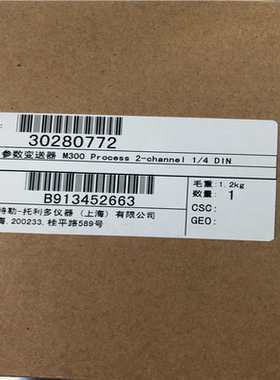 30280772
参数变送器 M300 Process 2-channel 1/4 DIN
B913452663
毛重:1.2kg
数量: 1
特勒-托利多仪器（上海）有限公司
海.200233,桂平路589号
CSC:
GEO: